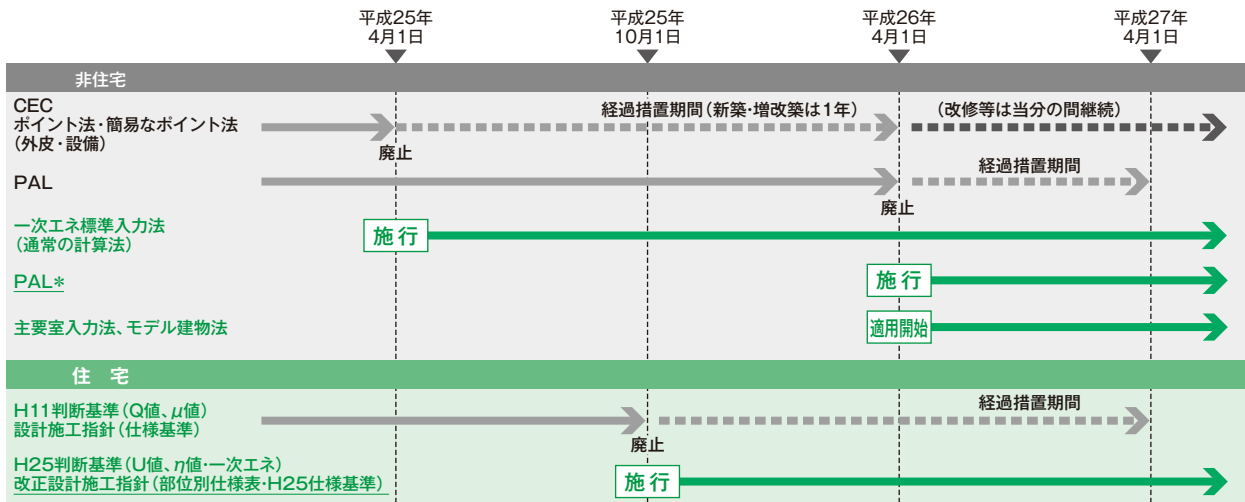 平成25年
4月1日
平成25年
10月1日
平成26年
4月1日
平成27年
4月1日
非住宅
CEC
ポイント法・簡易なポイント法
(外皮・設備)
経過措置期間(新築・増改築は1年)
(改修等は当分の間継続)
廃止
PAL
経過措置期間
廃止
一次エネ標準入力法
(通常の計算法)
施行
PAL*
施行
主要室入力法、モデル建物法
適用開始
住 宅
H11判断基準(Q値、μ値)
設計施工指針(仕様基準)
経過措置期間
廃止
H25判断基準(U値、η値・一次エネ)
改正設計施工指針(部位別仕様表・H25仕様基準)
施行